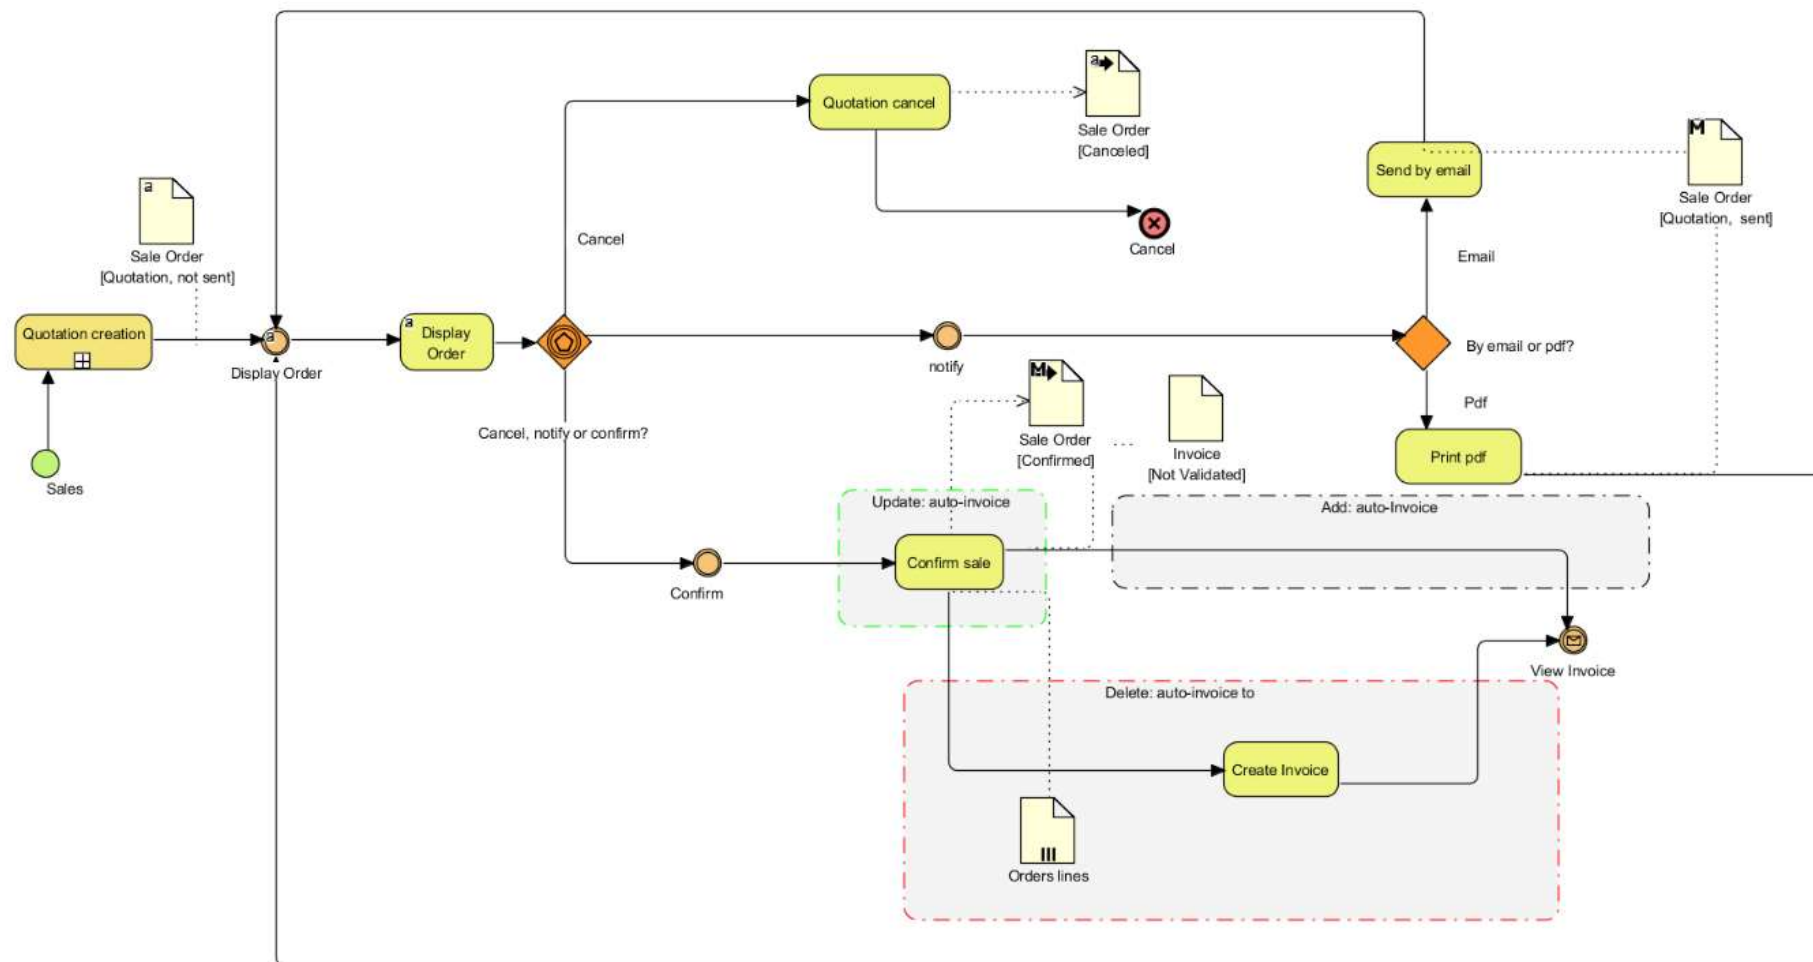 a
Quotation cancel
Sale Order
[Canceled]
M
Send by email
Sale Order
[Quotation, sent]
a
Sale Order
[Quotation, not sent]
Cancel
Cancel
Email
Quotation creation
a
Display Order
a
Display
Order
notify
By email or pdf?
Pdf
Cancel, notify or confirm?
M
Sale Order
[Confirmed]
Invoice
[Not Validated]
Print pdf
Sales
Update: auto-invoice
Add: auto-Invoice
Confirm sale
Confirm
View Invoice
Delete: auto-invoice to
Create Invoice
Orders lines